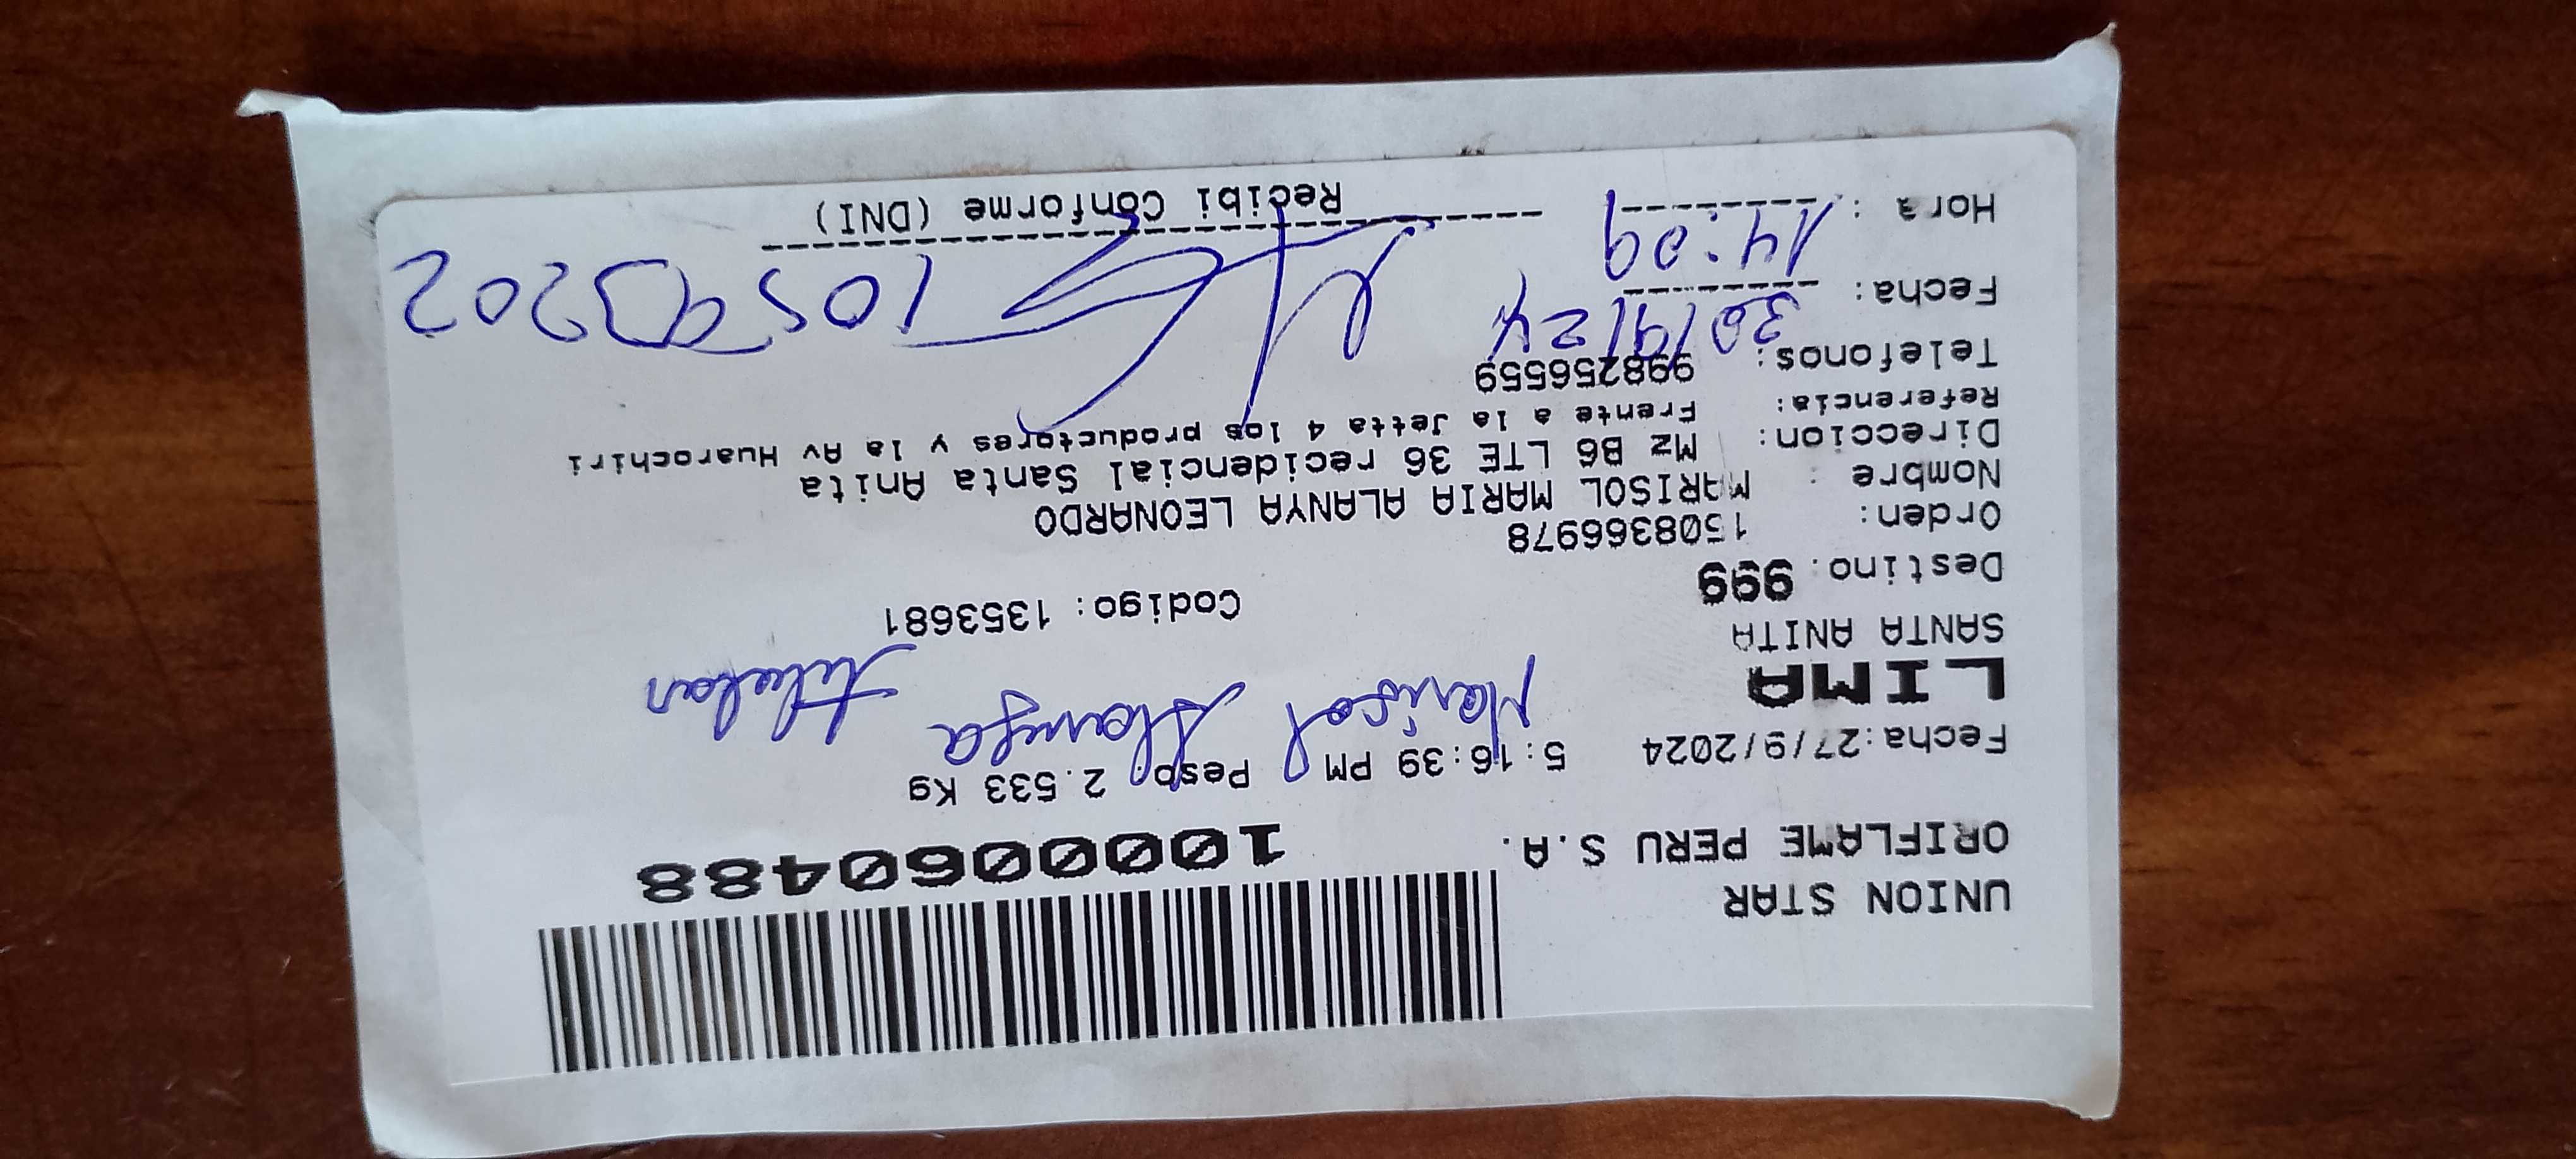 UNION STAR
ORIFLAME PERU S.A.
1000060488
Fecha:27/9/2024 5:16:39 PM Peso: 2.533 Kg
LIMA
Marisol Alanya
SANTA ANITA
Destino: 999 Codigo: 1353681
Orden: 1508366978
Nombre : MARISOL MARIA ALANYA LEONARDO
Direccion: Mz B6 LTE 36 recidencial Santa Anita
Referencia: Frente a la Jetta 4 los productores y la Av Huarochiri
Telefonos: 998256559
Fecha: 30/9/24
Hora : 14:09
Recibi Conforme (DNI)